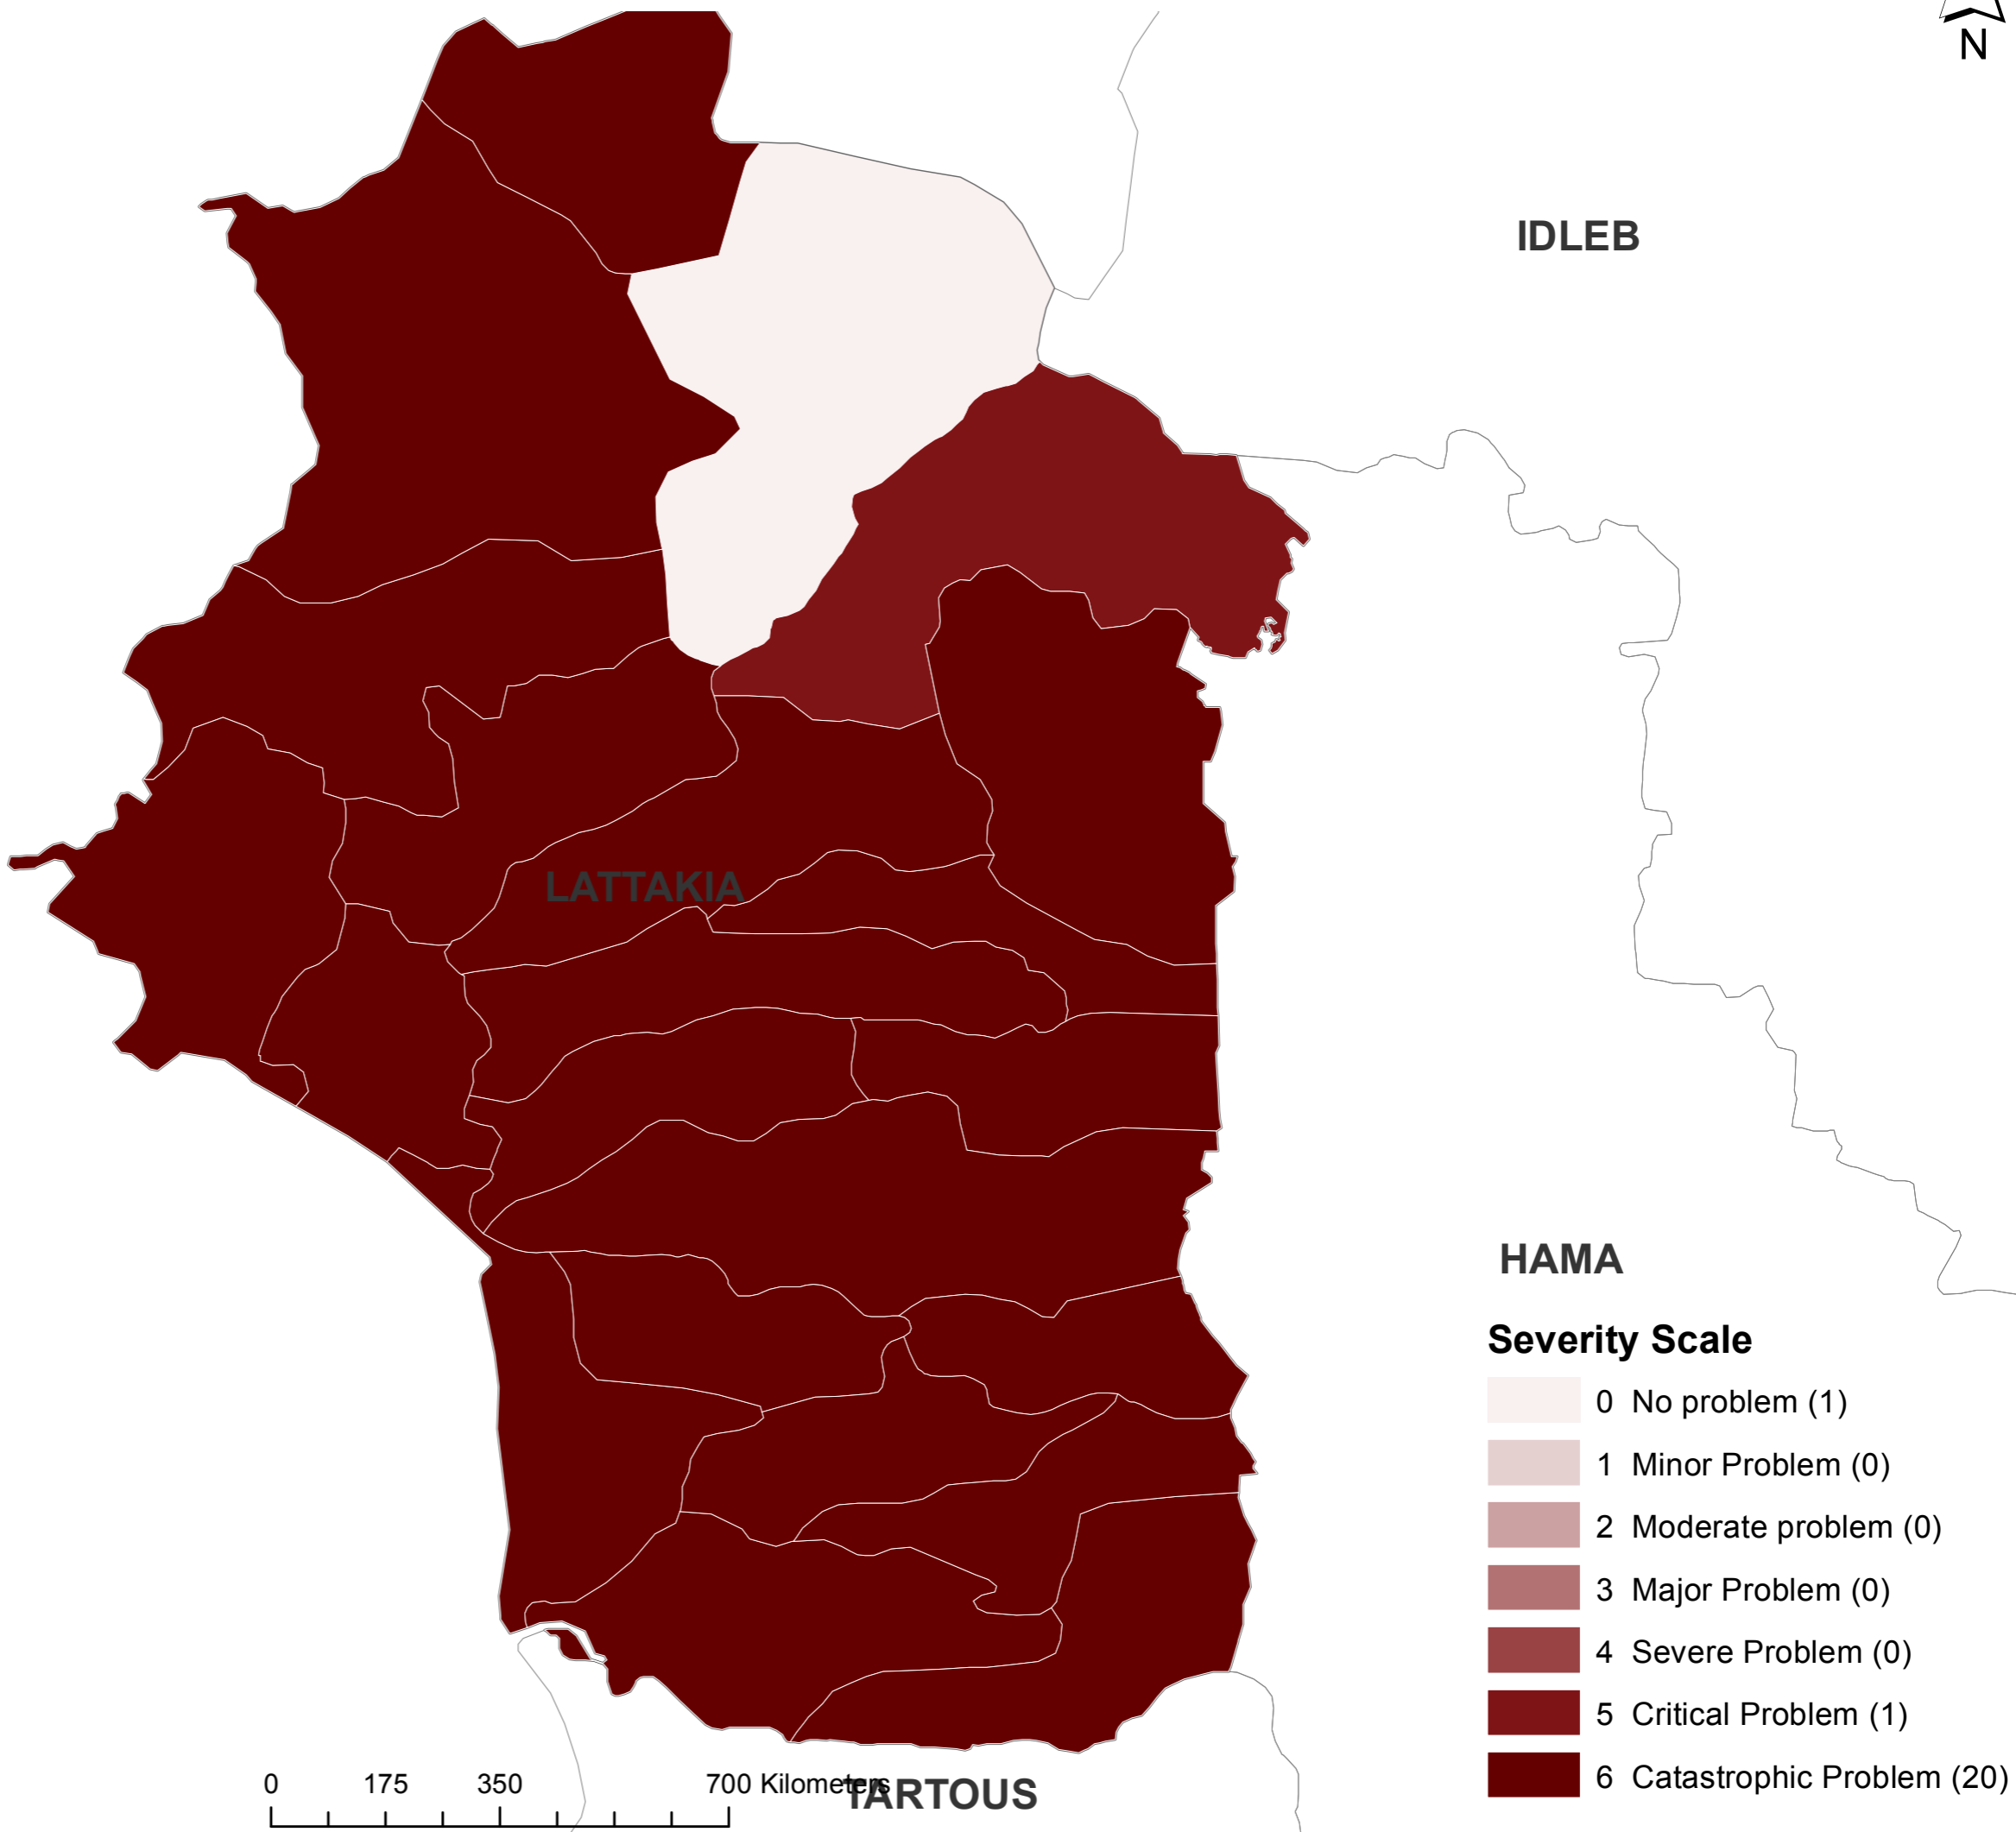 N
IDLEB
LATTAKIA
HAMA
Severity Scale
0 No problem (1)
1 Minor Problem (0)
2 Moderate problem (0)
3 Major Problem (0)
4 Severe Problem (0)
5 Critical Problem (1)
6 Catastrophic Problem (20)
0 175 350 700 Kilometers
TARTOUS